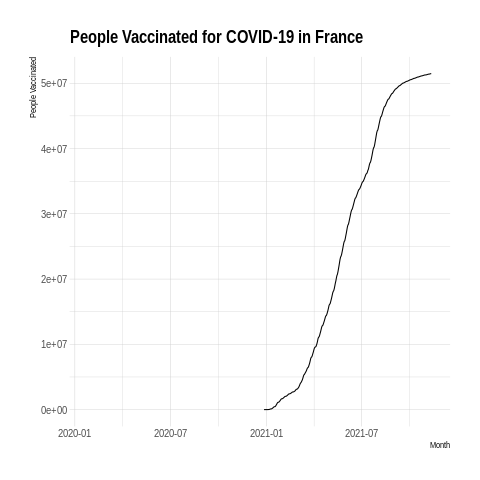 People Vaccinated for COVID-19 in France
People Vaccinated
5e+07
4e+07
3e+07
2e+07
1e+07
0e+00
2020-01 2020-07 2021-01 2021-07
Month